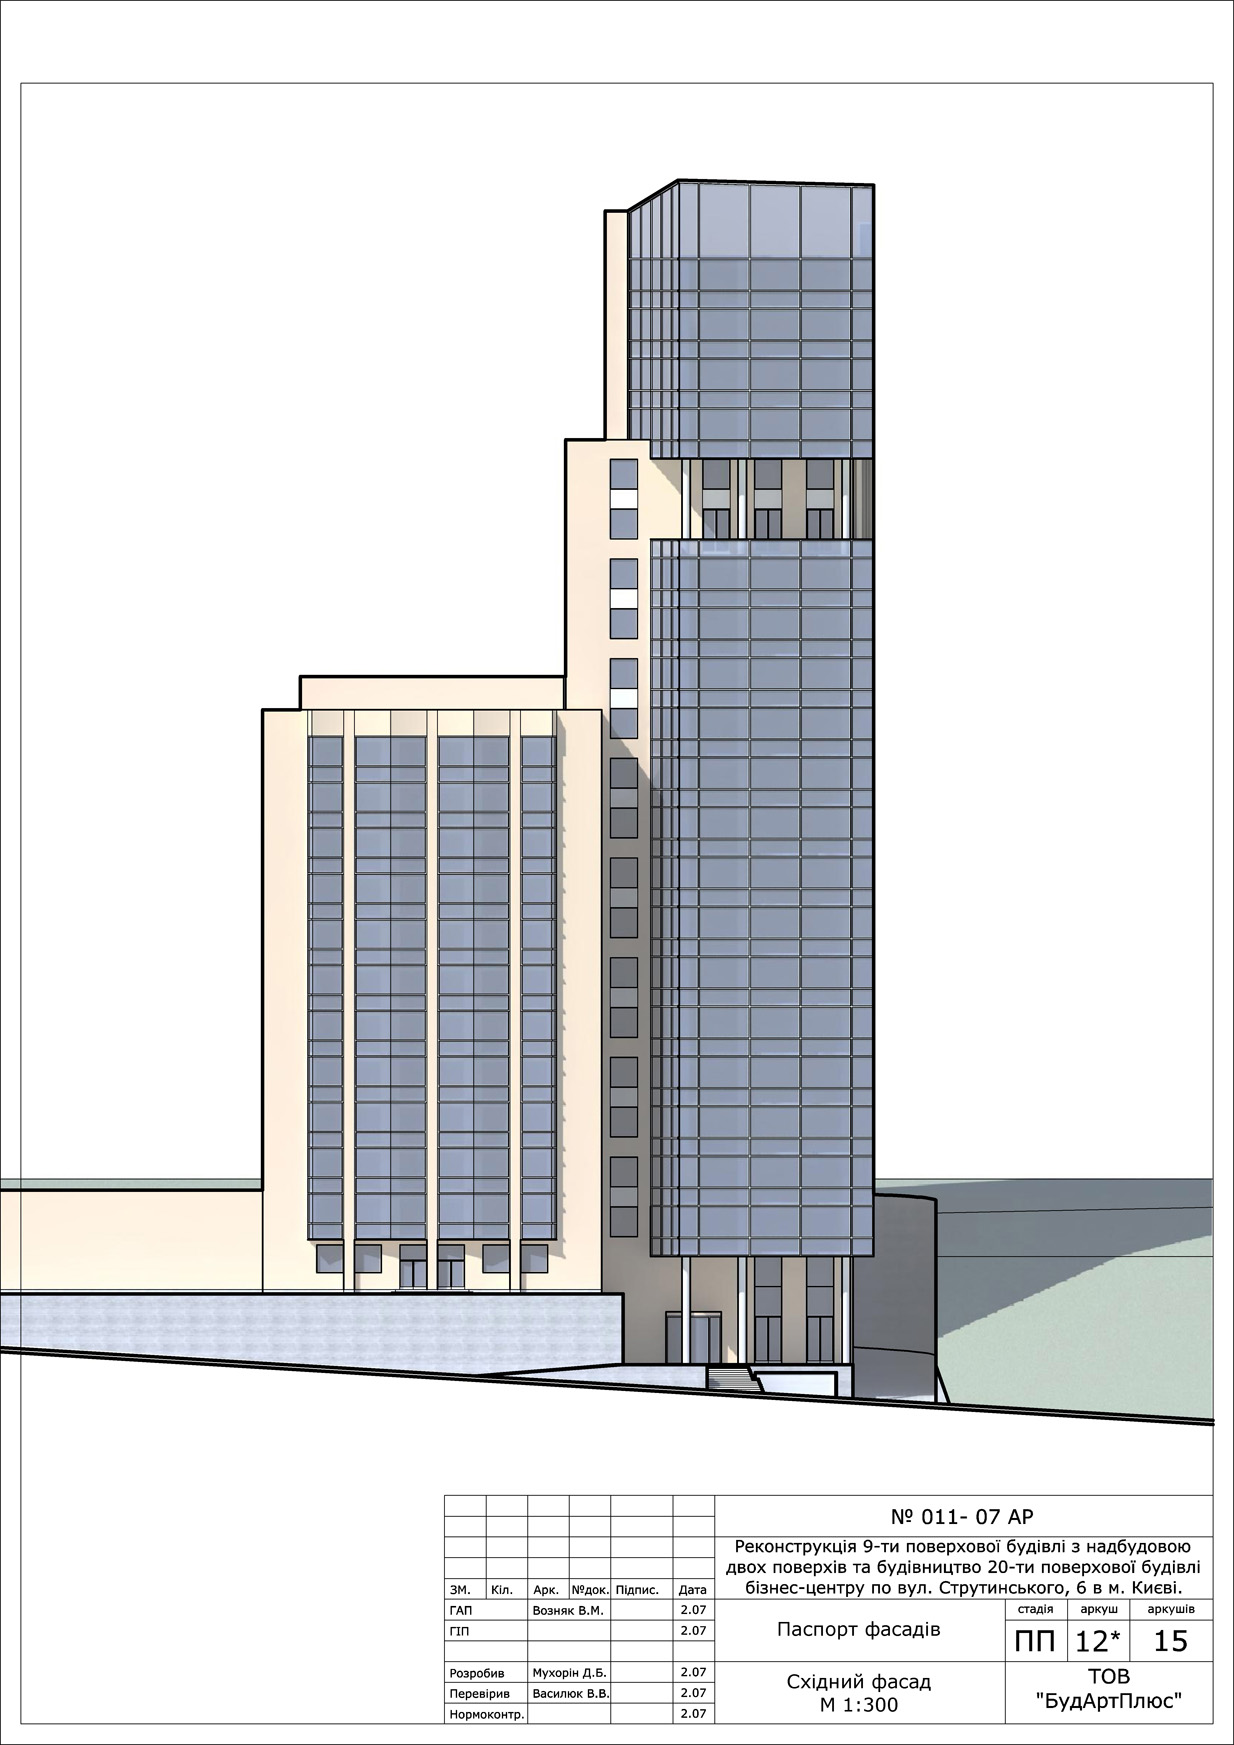 № 011- 07 АР
Реконструкція 9-ти поверхової будівлі з надбудовою
двох поверхів та будівництво 20-ти поверхової будівлі
бізнес-центру по вул. Струтинського, 6 в м. Києві.
ЗМ. Кіл. Арк. №док. Підпис. Дата
ГАП Возняк В.М. 2.07
ГІП 2.07
Паспорт фасадів
стадія аркуш аркушів
ПП 12* 15
Розробив Мухорін Д.Б. 2.07
Перевірив Василюк В.В. 2.07
Нормоконтр. 2.07
Східний фасад
М 1:300
ТОВ
"БудАртПлюс"